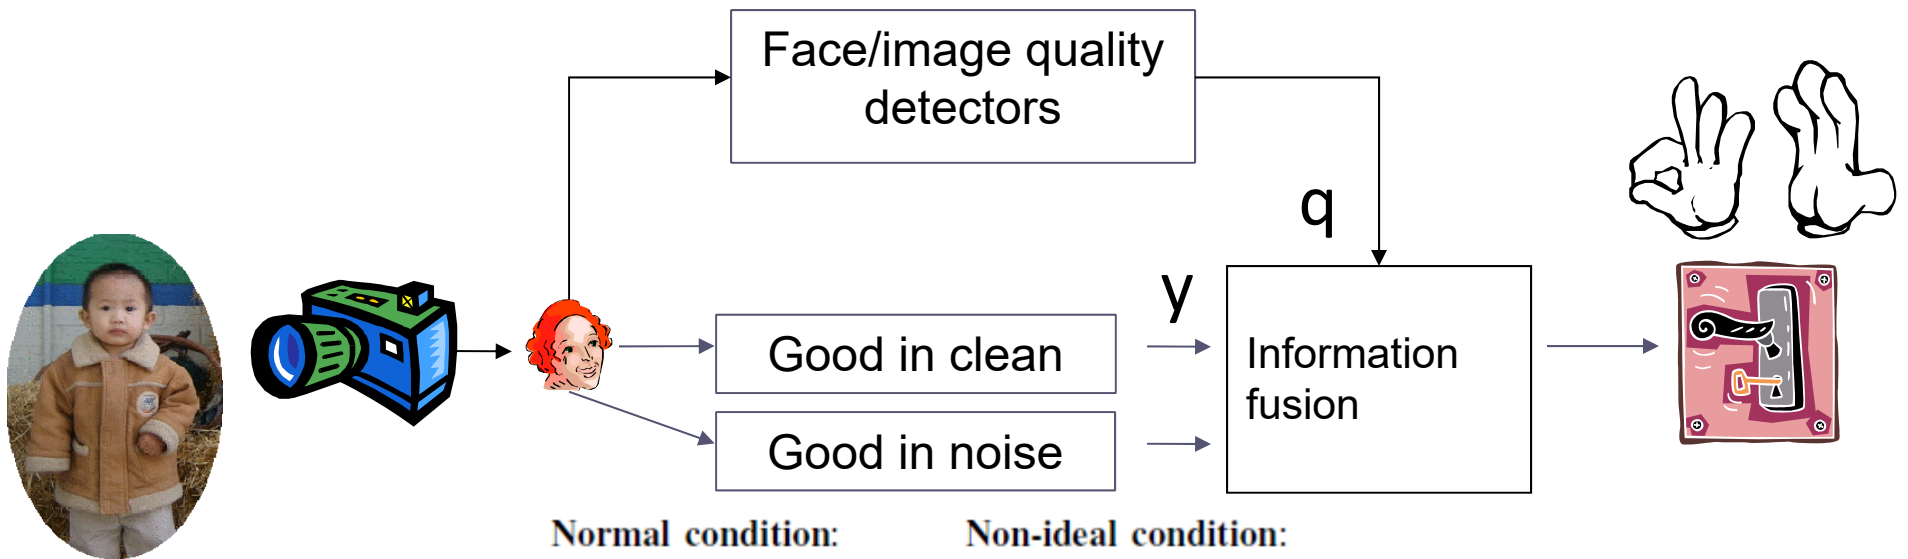 Face/image quality
detectors
q
y
Good in clean
Information
fusion
Good in noise
Normal condition: Non-ideal condition: